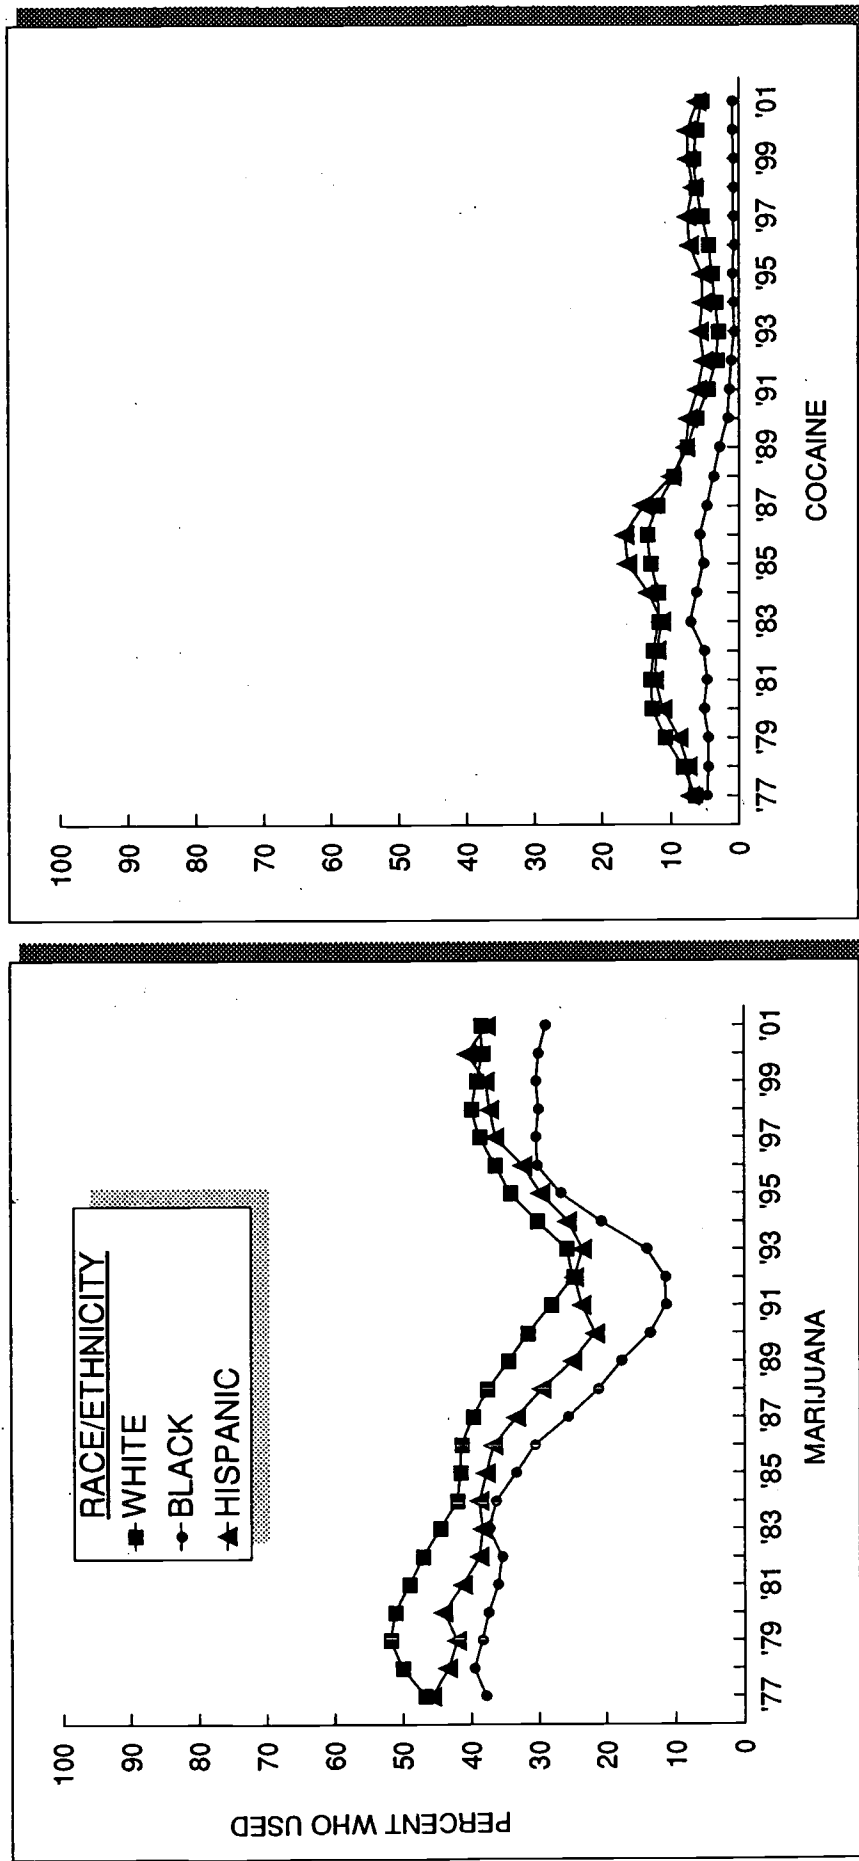 PERCENT WHO USED
100
90
80
70
60
50
40
30
20
10
0
RACE/ETHNICITY
WHITE
BLACK
HISPANIC
'77 '79 '81 '83 '85 '87 '89 '91 '93 '95 '97 '99 '01
MARIJUANA
100
90
80
70
60
50
40
30
20
10
0
'77 '79 '81 '83 '85 '87 '89 '91 '93 '95 '97 '99 '01
COCAINE